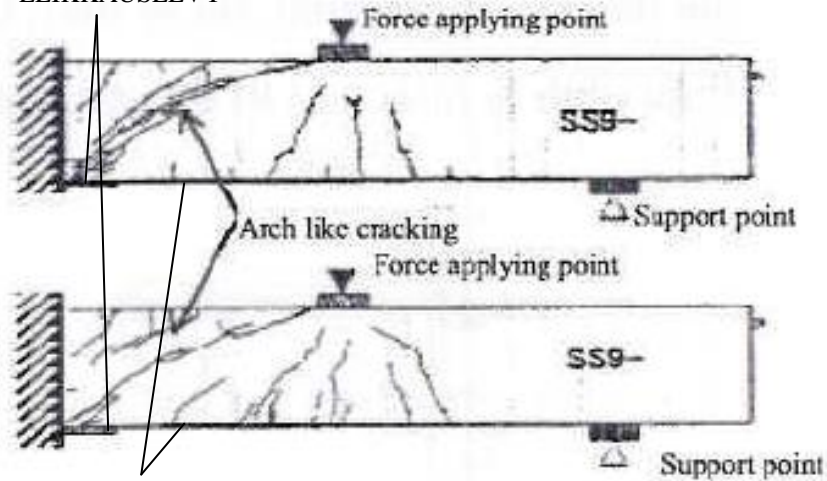 Force applying point
SS9-
Support point
Arch like cracking
Force applying point
SS9-
Support point